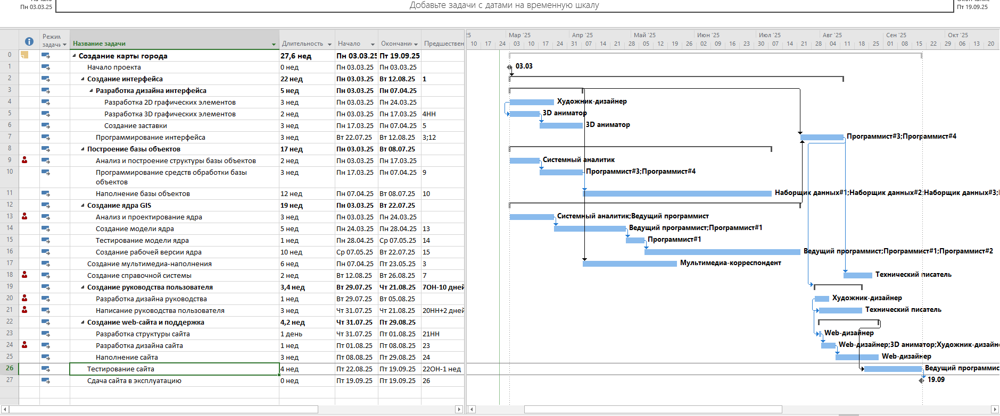 Пн 03.03.25
Добавьте задачи с датами на временную шкалу
Пт 19.09.25
Режим задачи Название задачи Длительность Начало Окончание Предшествен
Мар '25 Апр '25 Май '25 Июн '25 Июл '25 Авг '25 Сен '25 Окт '25
10 17 24 03 10 17 24 31 07 14 21 28 05 12 19 26 02 09 16 23 30 07 14 21 28 04 11 18 25 01 08 15 22 29 06 13 20
0 Создание карты города 27,6 нед Пн 03.03.25 Пт 19.09.25
1 Начало проекта 0 нед Пн 03.03.25 Пн 03.03.25 03.03
2 Создание интерфейса 22 нед Пн 03.03.25 Вт 12.08.25 1
3 Разработка дизайна интерфейса 5 нед Пн 03.03.25 Пн 07.04.25
4 Разработка 2D графических элементов 3 нед Пн 03.03.25 Пн 24.03.25 Художник-дизайнер
5 Разработка 3D графических элементов 2 нед Пн 03.03.25 Пн 17.03.25 4НН 3D аниматор
6 Создание заставки 3 нед Пн 17.03.25 Пн 07.04.25 5 3D аниматор
7 Программирование интерфейса 3 нед Вт 22.07.25 Вт 12.08.25 3;12 Программист#3;Программист#4
8 Построение базы объектов 17 нед Пн 03.03.25 Вт 08.07.25
9 Анализ и построение структуры базы объектов 2 нед Пн 03.03.25 Пн 17.03.25 Системный аналитик
10 Программирование средств обработки базы объектов 3 нед Пн 17.03.25 Пн 07.04.25 9 Программист#3;Программист#4
11 Наполнение базы объектов 12 нед Пн 07.04.25 Вт 08.07.25 10 Наборщик данных#1;Наборщик данных#2;Наборщик данных#3;
12 Создание ядра GIS 19 нед Пн 03.03.25 Вт 22.07.25
13 Анализ и проектирование ядра 3 нед Пн 03.03.25 Пн 24.03.25 Системный аналитик;Ведущий программист
14 Создание модели ядра 5 нед Пн 24.03.25 Пн 28.04.25 13 Ведущий программист;Программист#1
15 Тестирование модели ядра 1 нед Пн 28.04.25 Ср 07.05.25 14 Программист#1
16 Создание рабочей версии ядра 10 нед Ср 07.05.25 Вт 22.07.25 15 Ведущий программист;Программист#1;Программист#2
17 Создание мультимедиа-наполнения 6 нед Пн 07.04.25 Пт 23.05.25 3 Мультимедиа-корреспондент
18 Создание справочной системы 2 нед Вт 12.08.25 Вт 26.08.25 7 Технический писатель
19 Создание руководства пользователя 3,4 нед Вт 29.07.25 Чт 21.08.25 7ОН-10 дней
20 Разработка дизайна руководства 1 нед Вт 29.07.25 Вт 05.08.25 Художник-дизайнер
21 Написание руководства пользователя 3 нед Чт 31.07.25 Чт 21.08.25 20НН+2 дней Технический писатель
22 Создание web-сайта и поддержка 4,2 нед Чт 31.07.25 Пт 29.08.25
23 Разработка структуры сайта 1 день Чт 31.07.25 Пт 01.08.25 21НН Web-дизайнер
24 Разработка дизайна сайта 1 нед Пт 01.08.25 Пт 08.08.25 23 Web-дизайнер;3D аниматор;Художник-дизайн
25 Наполнение сайта 3 нед Пт 08.08.25 Пт 29.08.25 24 Web-дизайнер
26 Тестирование сайта 4 нед Пт 22.08.25 Пт 19.09.25 22ОН-1 нед Ведущий программис
27 Сдача сайта в эксплуатацию 0 нед Пт 19.09.25 Пт 19.09.25 26 19.09